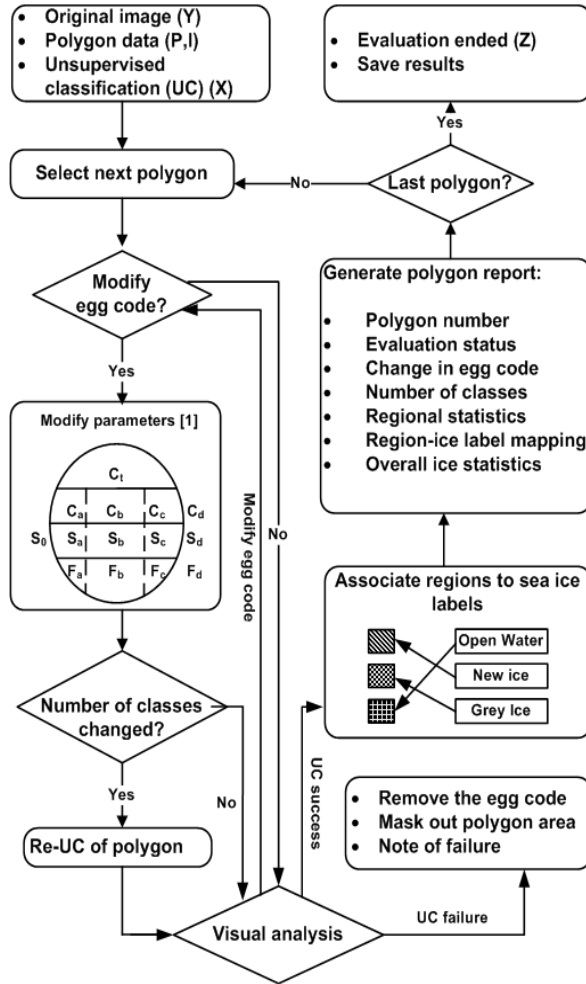 • Original image (Y)
• Polygon data (P,I)
• Unsupervised
classification (UC) (X)
• Evaluation ended (Z)
• Save results
Yes
Select next polygon
No
Last polygon?
Modify
egg code?
Yes
Generate polygon report:
• Polygon number
• Evaluation status
• Change in egg code
• Number of classes
• Regional statistics
• Region-ice label mapping
• Overall ice statistics
Modify parameters [1]
Ct
Ca Cb Cc Cd
S0 Sa Sb Sc Sd
Fa Fb Fc Fd
Modify egg code
No
Associate regions to sea ice
labels
Open Water
New ice
Grey Ice
Number of classes
changed?
Yes
No
UC success
Re-UC of polygon
• Remove the egg code
• Mask out polygon area
• Note of failure
Visual analysis
UC failure